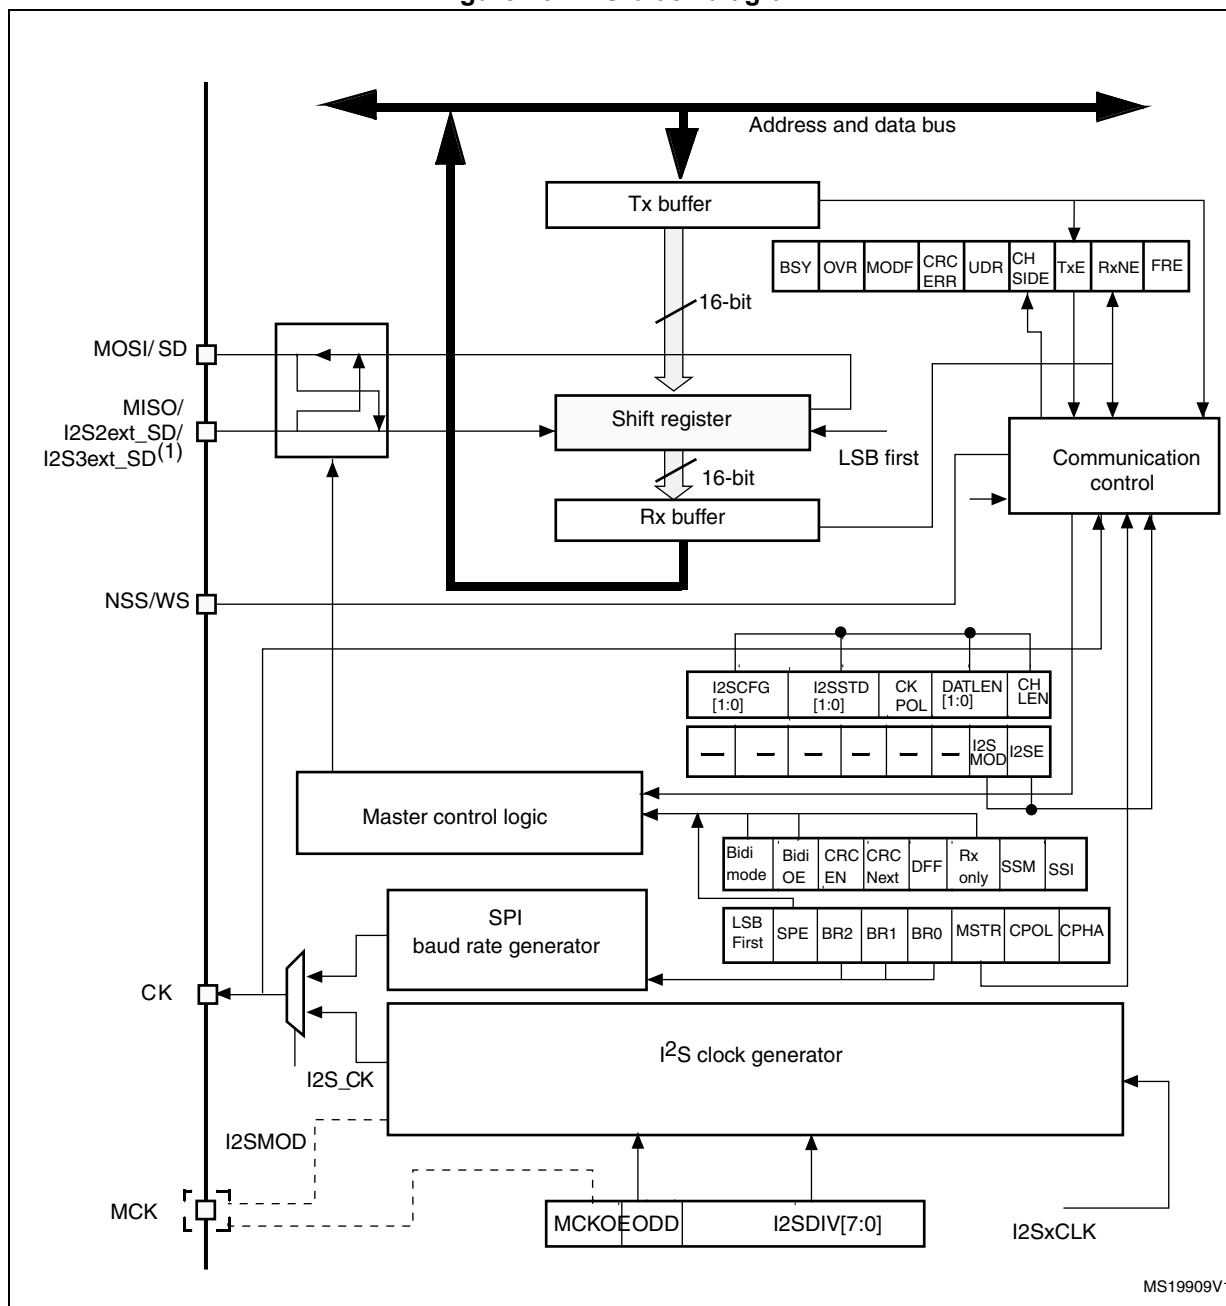 Address and data bus
Tx buffer
BSY OVR MODF CRC ERR UDR CH SIDE TxE RxNE FRE
16-bit
MOSI/ SD
MISO/
I2S2ext_SD/
I2S3ext_SD(1)
Shift register
LSB first
Communication
control
16-bit
Rx buffer
NSS/WS
I2SCFG [1:0] I2SSTD [1:0] CK POL DATLEN [1:0] CH LEN
I2S MOD I2SE
Master control logic
Bidi mode Bidi OE CRC EN CRC Next DFF Rx only SSM SSI
LSB First SPE BR2 BR1 BR0 MSTR CPOL CPHA
SPI
baud rate generator
CK
I2S clock generator
I2S_CK
I2SMOD
MCK
MCKOE ODD I2SDIV[7:0]
I2SxCLK
MS19909V1